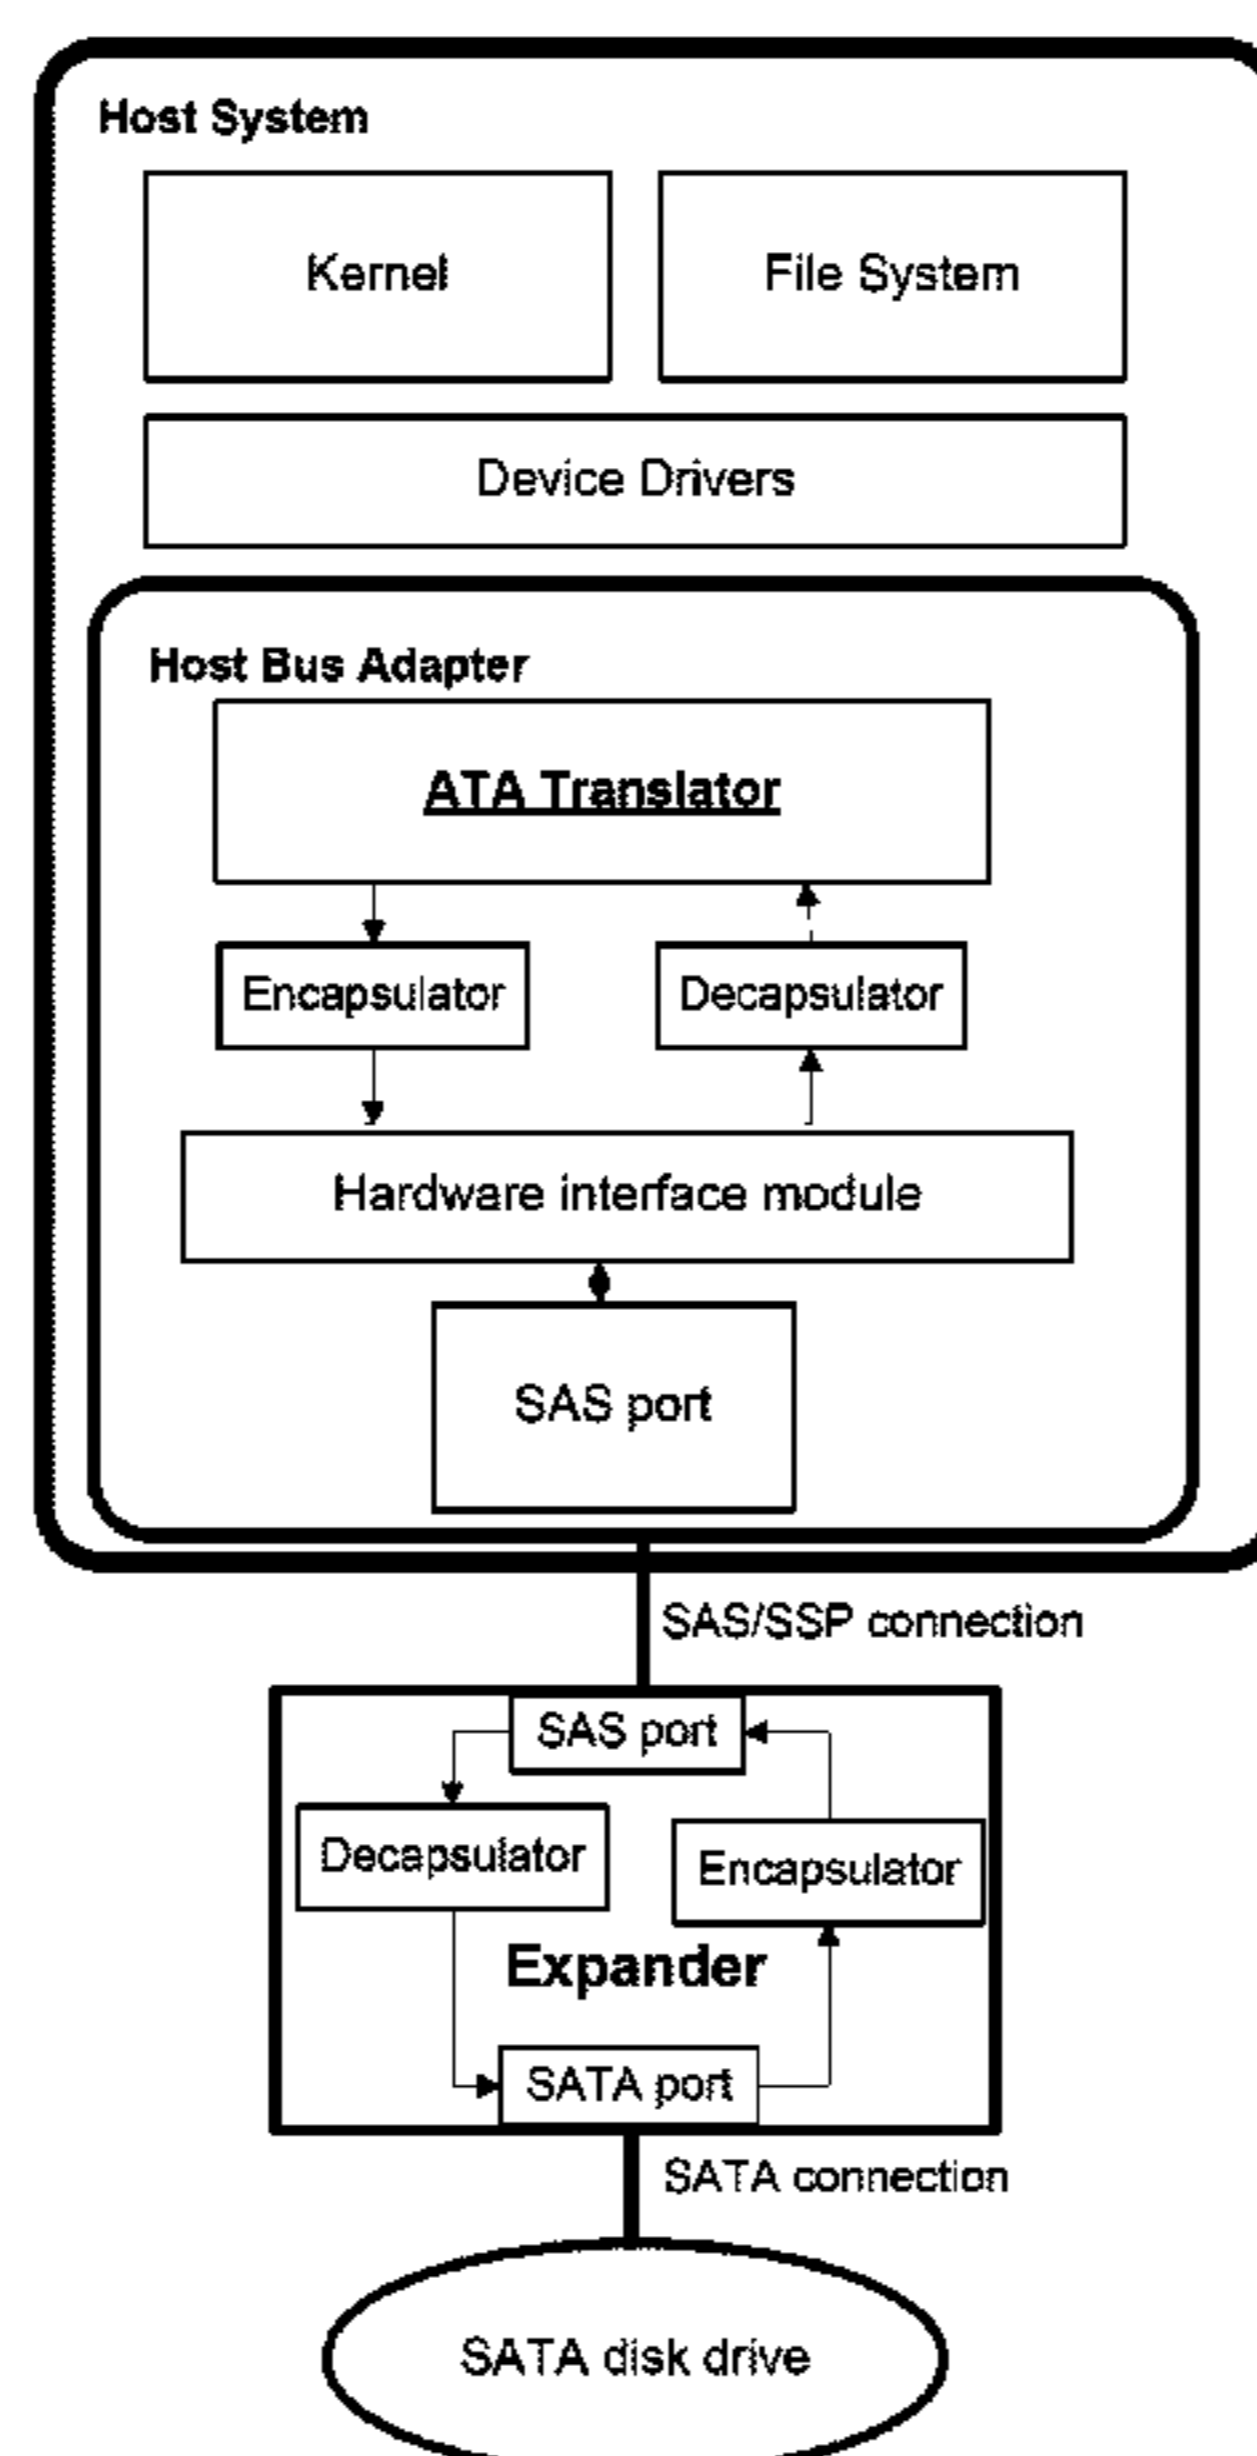 Host System
Kernel
File System
Device Drivers
Host Bus Adapter
ATA Translator
Encapsulator
Decapsulator
Hardware interface module
SAS port
SAS/SSP connection
SAS port
Decapsulator
Encapsulator
Expander
SATA port
SATA connection
SATA disk drive